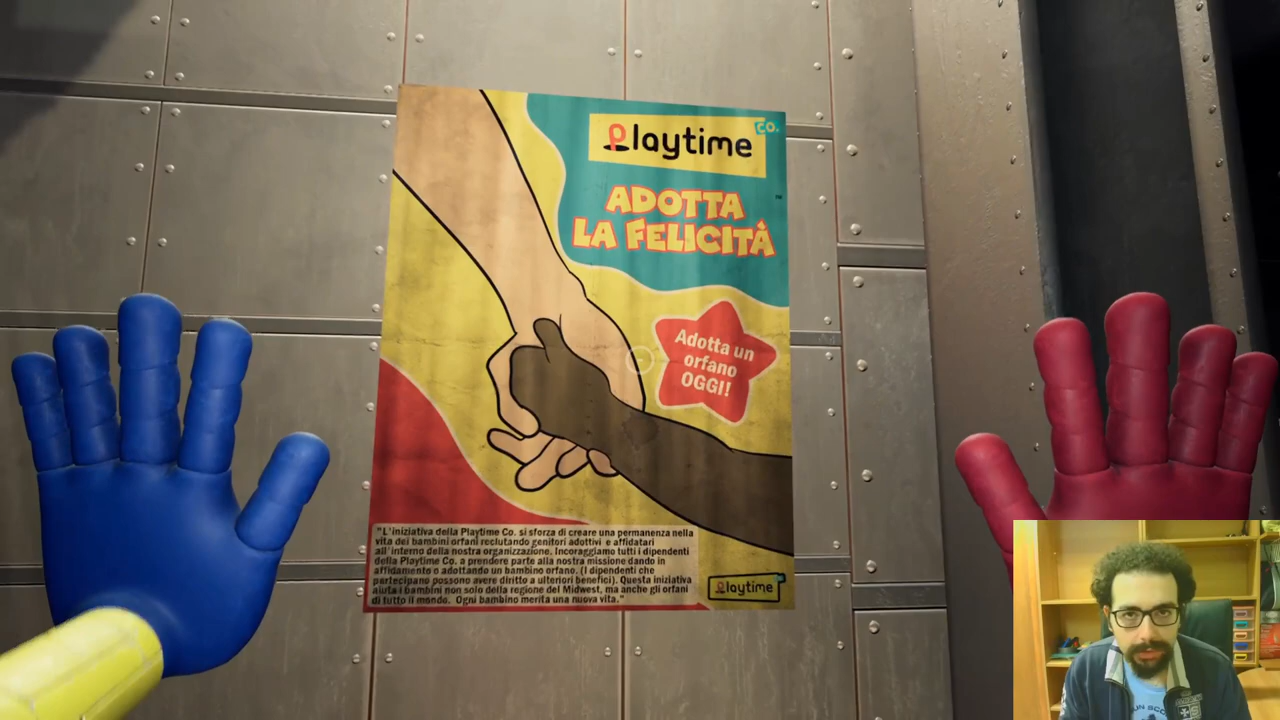 Playtime
CO.
ADOTTA
LA FELICITÀ
Adotta un
orfano
OGGI!
"L'iniziativa della Playtime Co. si sforza di creare una permanenza nella
vita dei bambini orfani reclutando genitori adottivi e affidatari
all'interno della nostra organizzazione. Incoraggiamo tutti i dipendenti
della Playtime Co. a prendere parte alla nostra missione dando in
affidamento o adottando un bambino orfano. (I dipendenti che
partecipano possono avere diritto a ulteriori benefici). Questa iniziativa
aiuta i bambini non solo della regione del Midwest, ma anche gli orfani
di tutto il mondo. Ogni bambino merita una nuova vita."
Playtime